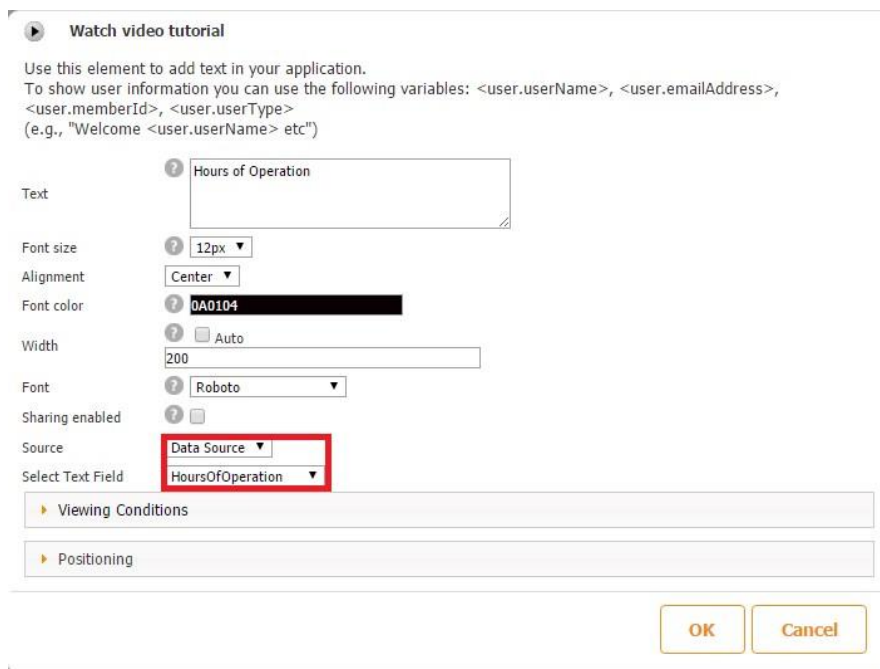 Watch video tutorial
Use this element to add text in your application.
To show user information you can use the following variables: <user.userName>, <user.emailAddress>,
<user.memberId>, <user.userType>
(e.g., "Welcome <user.userName> etc")
Text ? Hours of Operation
Font size ? 12px
Alignment Center
Font color ? 0A0104
Width ? Auto
200
Font ? Roboto
Sharing enabled ?
Source Data Source
Select Text Field HoursOfOperation
Viewing Conditions
Positioning
OK Cancel